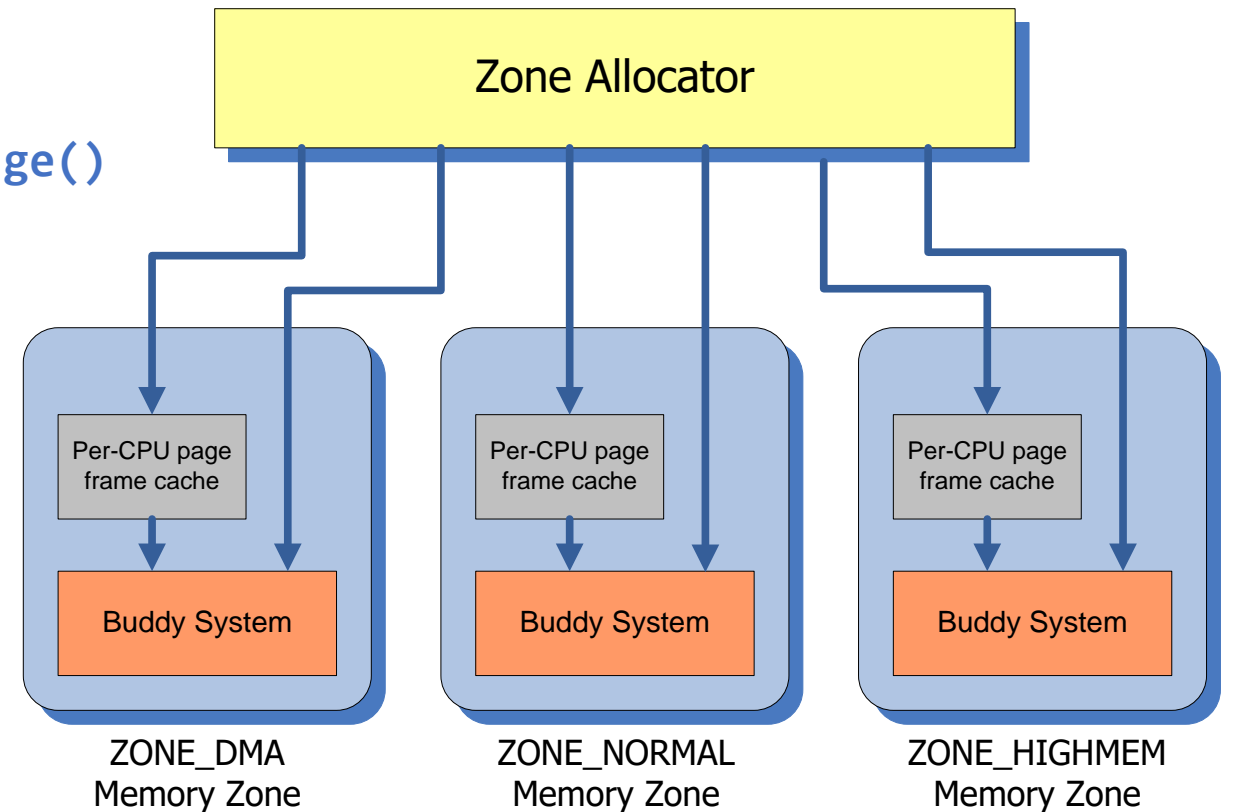 Zone Allocator
ge()
Per-CPU page
frame cache
Buddy System
Per-CPU page
frame cache
Buddy System
Per-CPU page
frame cache
Buddy System
ZONE_DMA
Memory Zone
ZONE_NORMAL
Memory Zone
ZONE_HIGHMEM
Memory Zone